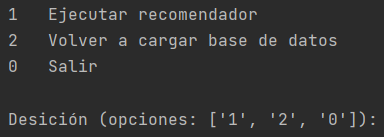 1   Ejecutar recomendador
2   Volver a cargar base de datos
0   Salir
Desición (opciones: ['1', '2', '0']):